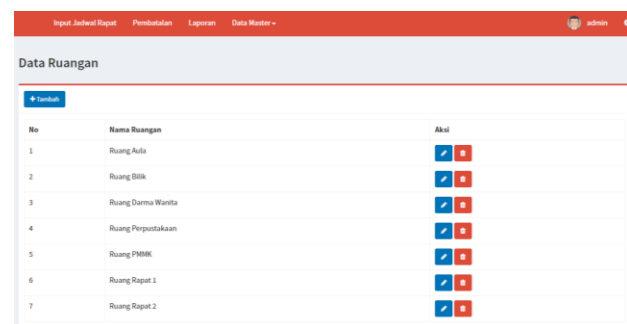 Input Jadwal Rapat Pembatalan Laporan Data Master admin
Data Ruangan
+ Tambah
No Nama Ruangan Aksi
1 Ruang Aula
2 Ruang Bilik
3 Ruang Darma Wanita
4 Ruang Perpustakaan
5 Ruang PMMK
6 Ruang Rapat 1
7 Ruang Rapat 2